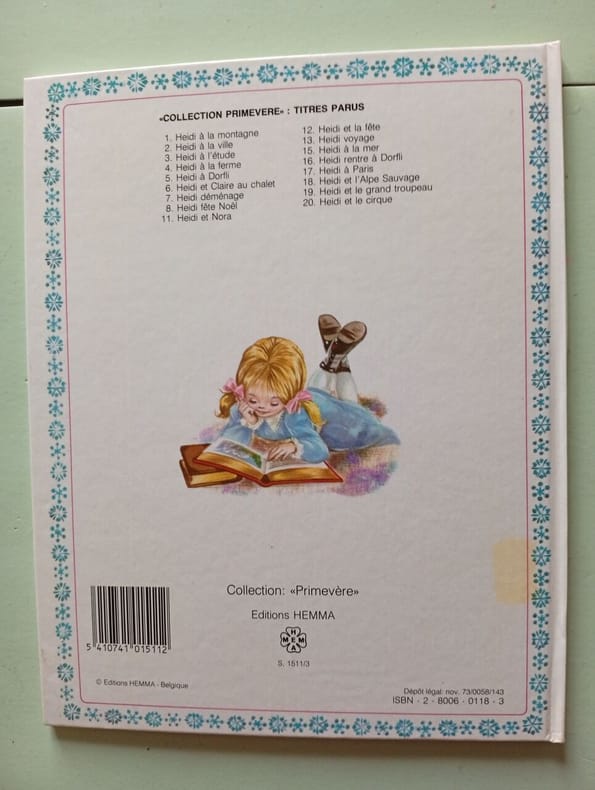 «COLLECTION PRIMEVERE» : TITRES PARUS
1. Heidi à la montagne
2. Heidi à la ville
3. Heidi à l'étude
4. Heidi à la ferme
5. Heidi à Dorfli
6. Heidi et Claire au chalet
7. Heidi déménage
8. Heidi fête Noël
11. Heidi et Nora
12. Heidi et la fête
13. Heidi voyage
15. Heidi à la mer
16. Heidi rentre à Dorfli
17. Heidi à Paris
18. Heidi et l'Alpe Sauvage
19. Heidi et le grand troupeau
20. Heidi et le cirque
Collection: «Primevère»
Editions HEMMA
HEMMA
S. 1511/3
5 410741 015112
© Editions HEMMA - Belgique
Dépôt légal: nov. 73/0058/143
ISBN - 2 - 8006 - 0118 - 3